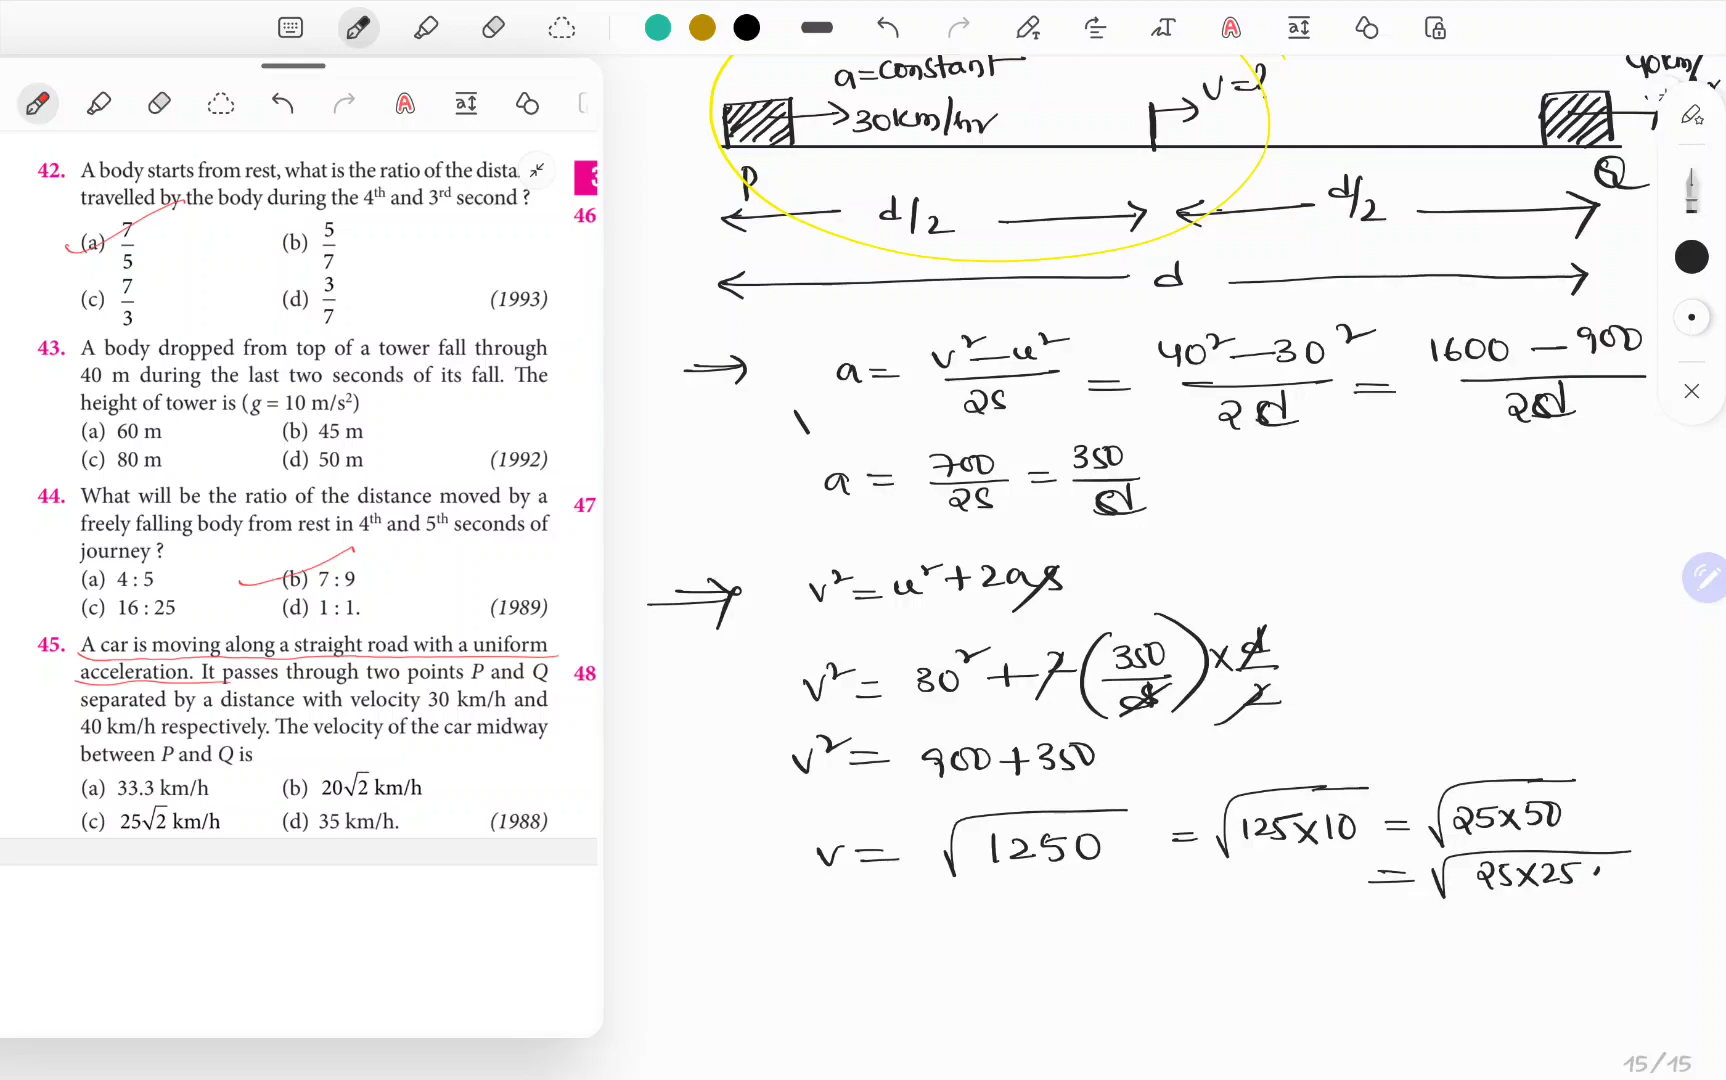 42. A body starts from rest, what is the ratio of the dista
travelled by the body during the 4th and 3rd second ?
(a) 7/5 (b) 5/7
(c) 7/3 (d) 3/7 (1993)
43. A body dropped from top of a tower fall through
40 m during the last two seconds of its fall. The
height of tower is (g = 10 m/s²)
(a) 60 m (b) 45 m
(c) 80 m (d) 50 m (1992)
44. What will be the ratio of the distance moved by a
freely falling body from rest in 4th and 5th seconds of
journey ?
(a) 4 : 5 (b) 7 : 9
(c) 16 : 25 (d) 1 : 1. (1989)
45. A car is moving along a straight road with a uniform
acceleration. It passes through two points P and Q
separated by a distance with velocity 30 km/h and
40 km/h respectively. The velocity of the car midway
between P and Q is
(a) 33.3 km/h (b) 20√2 km/h
(c) 25√2 km/h (d) 35 km/h. (1988)
46
47
48
a=constant
30km/hr
v=?
40km/
P
Q
d/2
d/2
d
a = v²-u²/2s = 40²-30²/2d = 1600-900/2d
a = 700/2s = 350/d
v² = u² + 2as
v² = 30² + 2(350/d) × d/2
v² = 900+350
v = √1250 = √125×10 = √25×50
= √25×25.
15/15